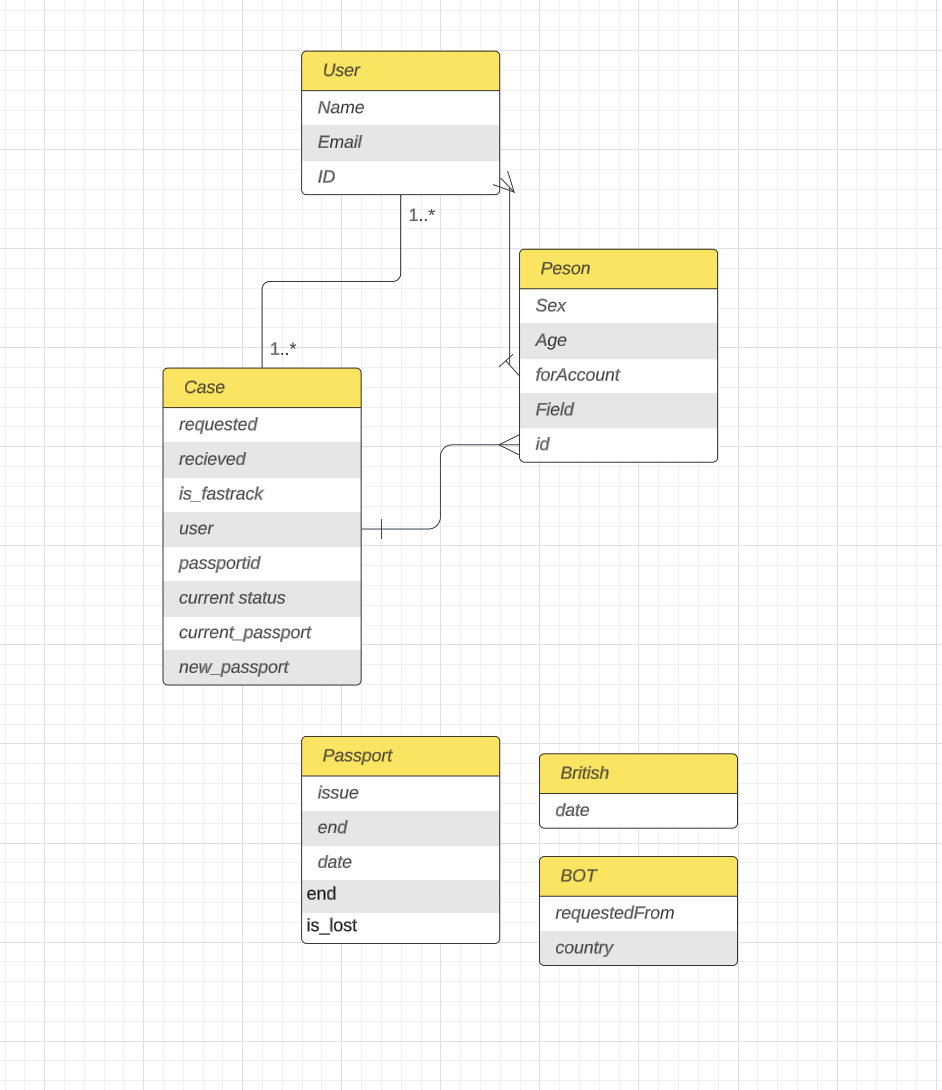 User
Name
Email
ID
1..*
Peson
Sex
Age
forAccount
Field
id
1..*
Case
requested
recieved
is_fastrack
user
passportid
current status
current_passport
new_passport
Passport
issue
end
date
end
is_lost
British
date
BOT
requestedFrom
country